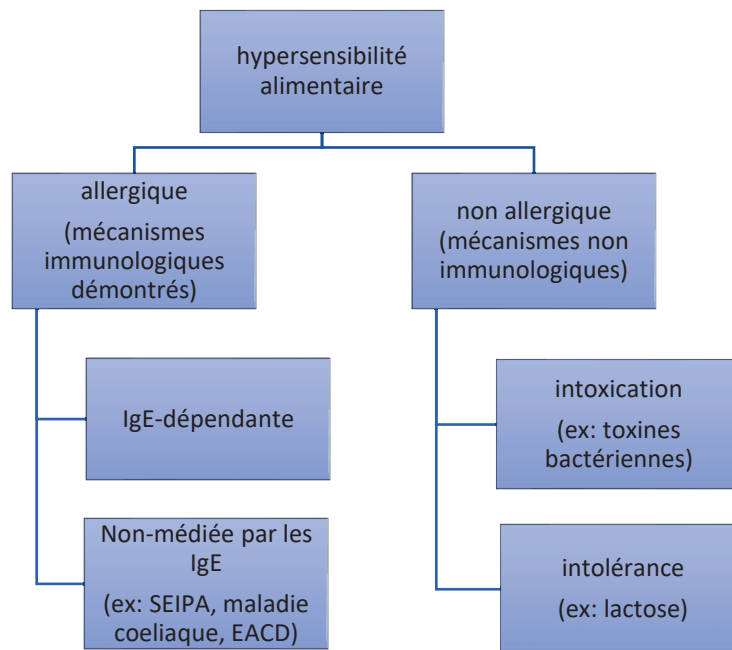 hypersensibilité
alimentaire
allergique
(mécanismes
immunologiques
démontrés)
IgE-dépendante
Non-médiée par les
IgE
(ex: SEIPA, maladie
coeliaque, EACD)
non allergique
(mécanismes non
immunologiques)
intoxication
(ex: toxines
bactériennes)
intolérance
(ex: lactose)